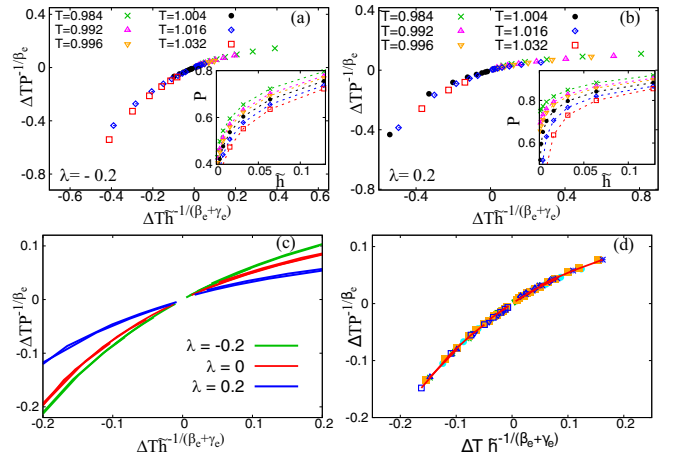 (a)
T=0.984 T=1.004
T=0.992 T=1.016
T=0.996 T=1.032
ΔTP^-1/β_e
0.8
0.4
0
-0.4
-0.8
P
0.8
0.6
0.4
0 0.05 0.1
h̃
λ= - 0.2
-0.6 -0.4 -0.2 0.0 0.2 0.4 0.6
ΔTh̃^-1/(β_e+γ_e)
(b)
T=0.984 T=1.004
T=0.992 T=1.016
T=0.996 T=1.032
ΔTP^-1/β_e
0.4
0
-0.4
-0.8
P
0.8
0.6
0 0.05 0.1
h̃
λ= 0.2
-0.4 0 0.4 0.8
ΔTh̃^-1/(β_e+γ_e)
(c)
ΔTP^-1/β_e
0.1
0
-0.1
-0.2
λ = -0.2
λ = 0
λ = 0.2
-0.2 -0.1 0.0 0.1 0.2
ΔTh̃^-1/(β_e+γ_e)
(d)
ΔTP^-1/β_e
0.1
0
-0.1
-0.2
-0.2 -0.1 0 0.1 0.2
ΔT h̃^-1/(β_e+γ_e)